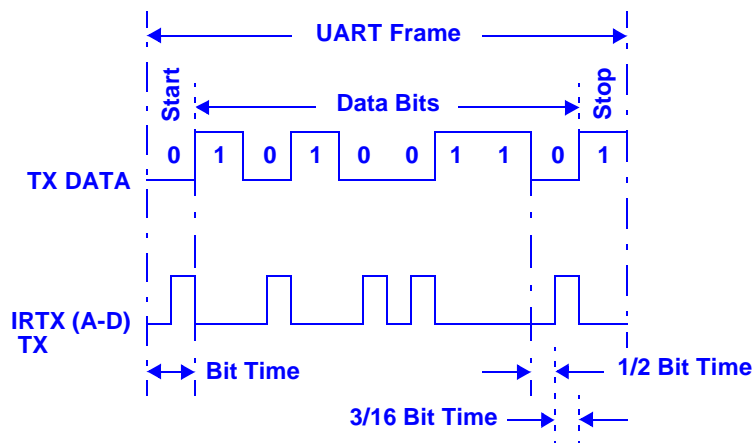 UART Frame
Start
Data Bits
Stop
0 1 0 1 0 0 1 1 0 1
TX DATA
IRTX (A-D)
TX
Bit Time
1/2 Bit Time
3/16 Bit Time